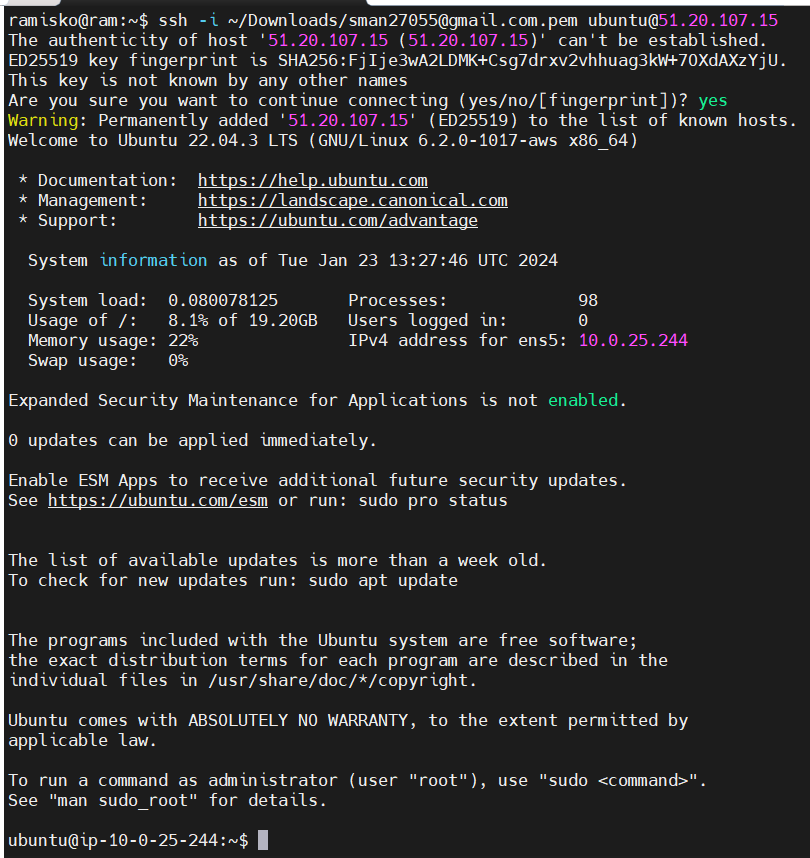 ramisko@ram:~$ ssh -i ~/Downloads/sman27055@gmail.com.pem ubuntu@51.20.107.15
The authenticity of host '51.20.107.15 (51.20.107.15)' can't be established.
ED25519 key fingerprint is SHA256:FjIje3wA2LDMK+Csg7drxv2vhhuag3kW+7OXdAXzYjU.
This key is not known by any other names
Are you sure you want to continue connecting (yes/no/[fingerprint])? yes
Warning: Permanently added '51.20.107.15' (ED25519) to the list of known hosts.
Welcome to Ubuntu 22.04.3 LTS (GNU/Linux 6.2.0-1017-aws x86_64)
* Documentation: https://help.ubuntu.com
* Management: https://landscape.canonical.com
* Support: https://ubuntu.com/advantage
System information as of Tue Jan 23 13:27:46 UTC 2024
System load: 0.080078125 Processes: 98
Usage of /: 8.1% of 19.20GB Users logged in: 0
Memory usage: 22% IPv4 address for ens5: 10.0.25.244
Swap usage: 0%
Expanded Security Maintenance for Applications is not enabled.
0 updates can be applied immediately.
Enable ESM Apps to receive additional future security updates.
See https://ubuntu.com/esm or run: sudo pro status
The list of available updates is more than a week old.
To check for new updates run: sudo apt update
The programs included with the Ubuntu system are free software;
the exact distribution terms for each program are described in the
individual files in /usr/share/doc/*/copyright.
Ubuntu comes with ABSOLUTELY NO WARRANTY, to the extent permitted by
applicable law.
To run a command as administrator (user "root"), use "sudo <command>".
See "man sudo_root" for details.
ubuntu@ip-10-0-25-244:~$